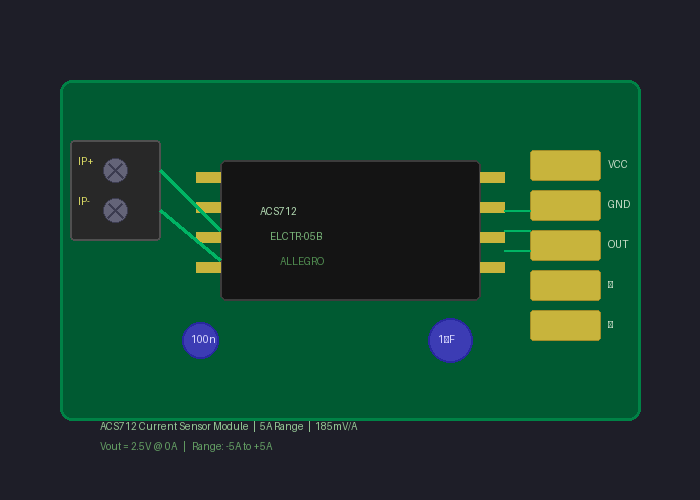 IP+
IP-
ACS712
ELCTR-05B
ALLEGRO
VCC
GND
OUT
100n
1▯F
ACS712 Current Sensor Module | 5A Range | 185mV/A
Vout = 2.5V @ 0A | Range: -5A to +5A